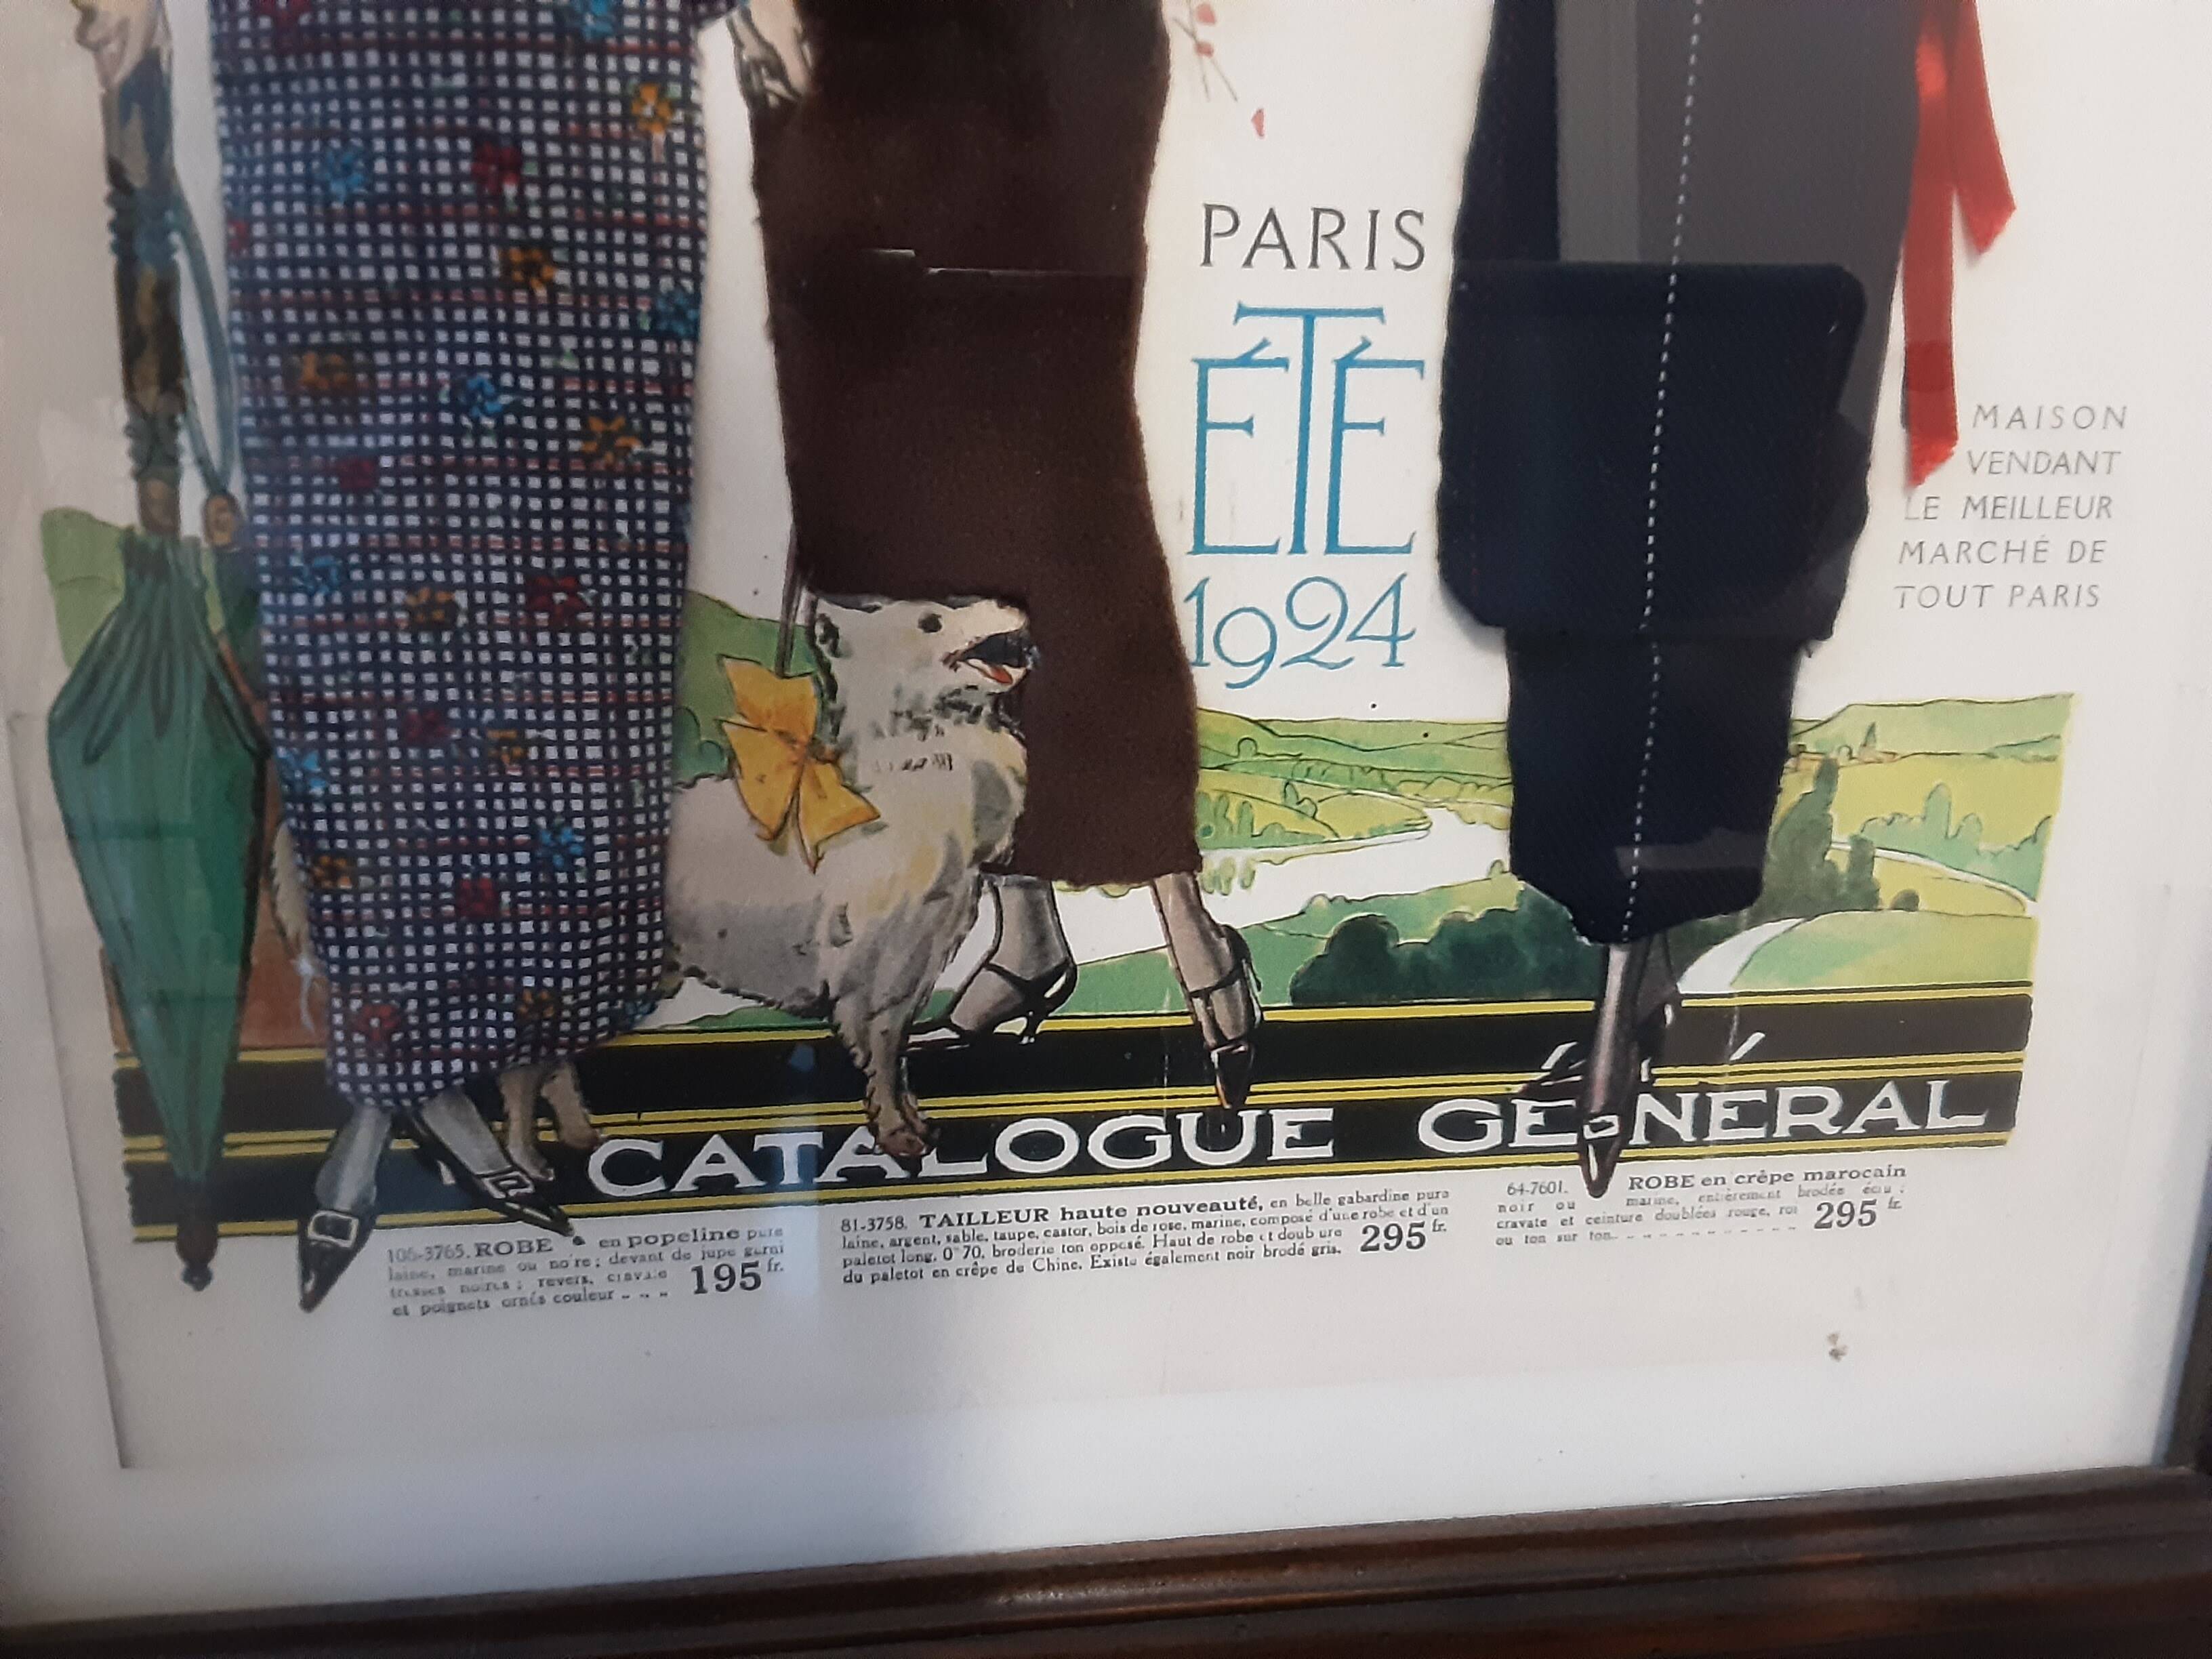 PARIS
ÉTÉ
1924
MAISON
VENDANT
LE MEILLEUR
MARCHÉ DE
TOUT PARIS
CATALOGUE GÉNÉRAL
106-3765. ROBE en popeline pure
laine, marine ou noire; devant de jupe garni
tresses noires; revers, cravate
et poignets ornés couleur 195 fr.
81-3758. TAILLEUR haute nouveauté, en belle gabardine pure
laine, argent, sable, taupe, castor, bois de rose, marine, composé d'une robe et d'un
paletot long. 0m70, broderie ton opposé. Haut de robe et doublure
du paletot en crêpe de Chine. Existe également noir brodé gris. 295 fr.
64-7601. ROBE en crêpe marocain
noir ou marine, entièrement brodée écru;
cravate et ceinture doublées rouge,
ou ton sur ton 295 fr.